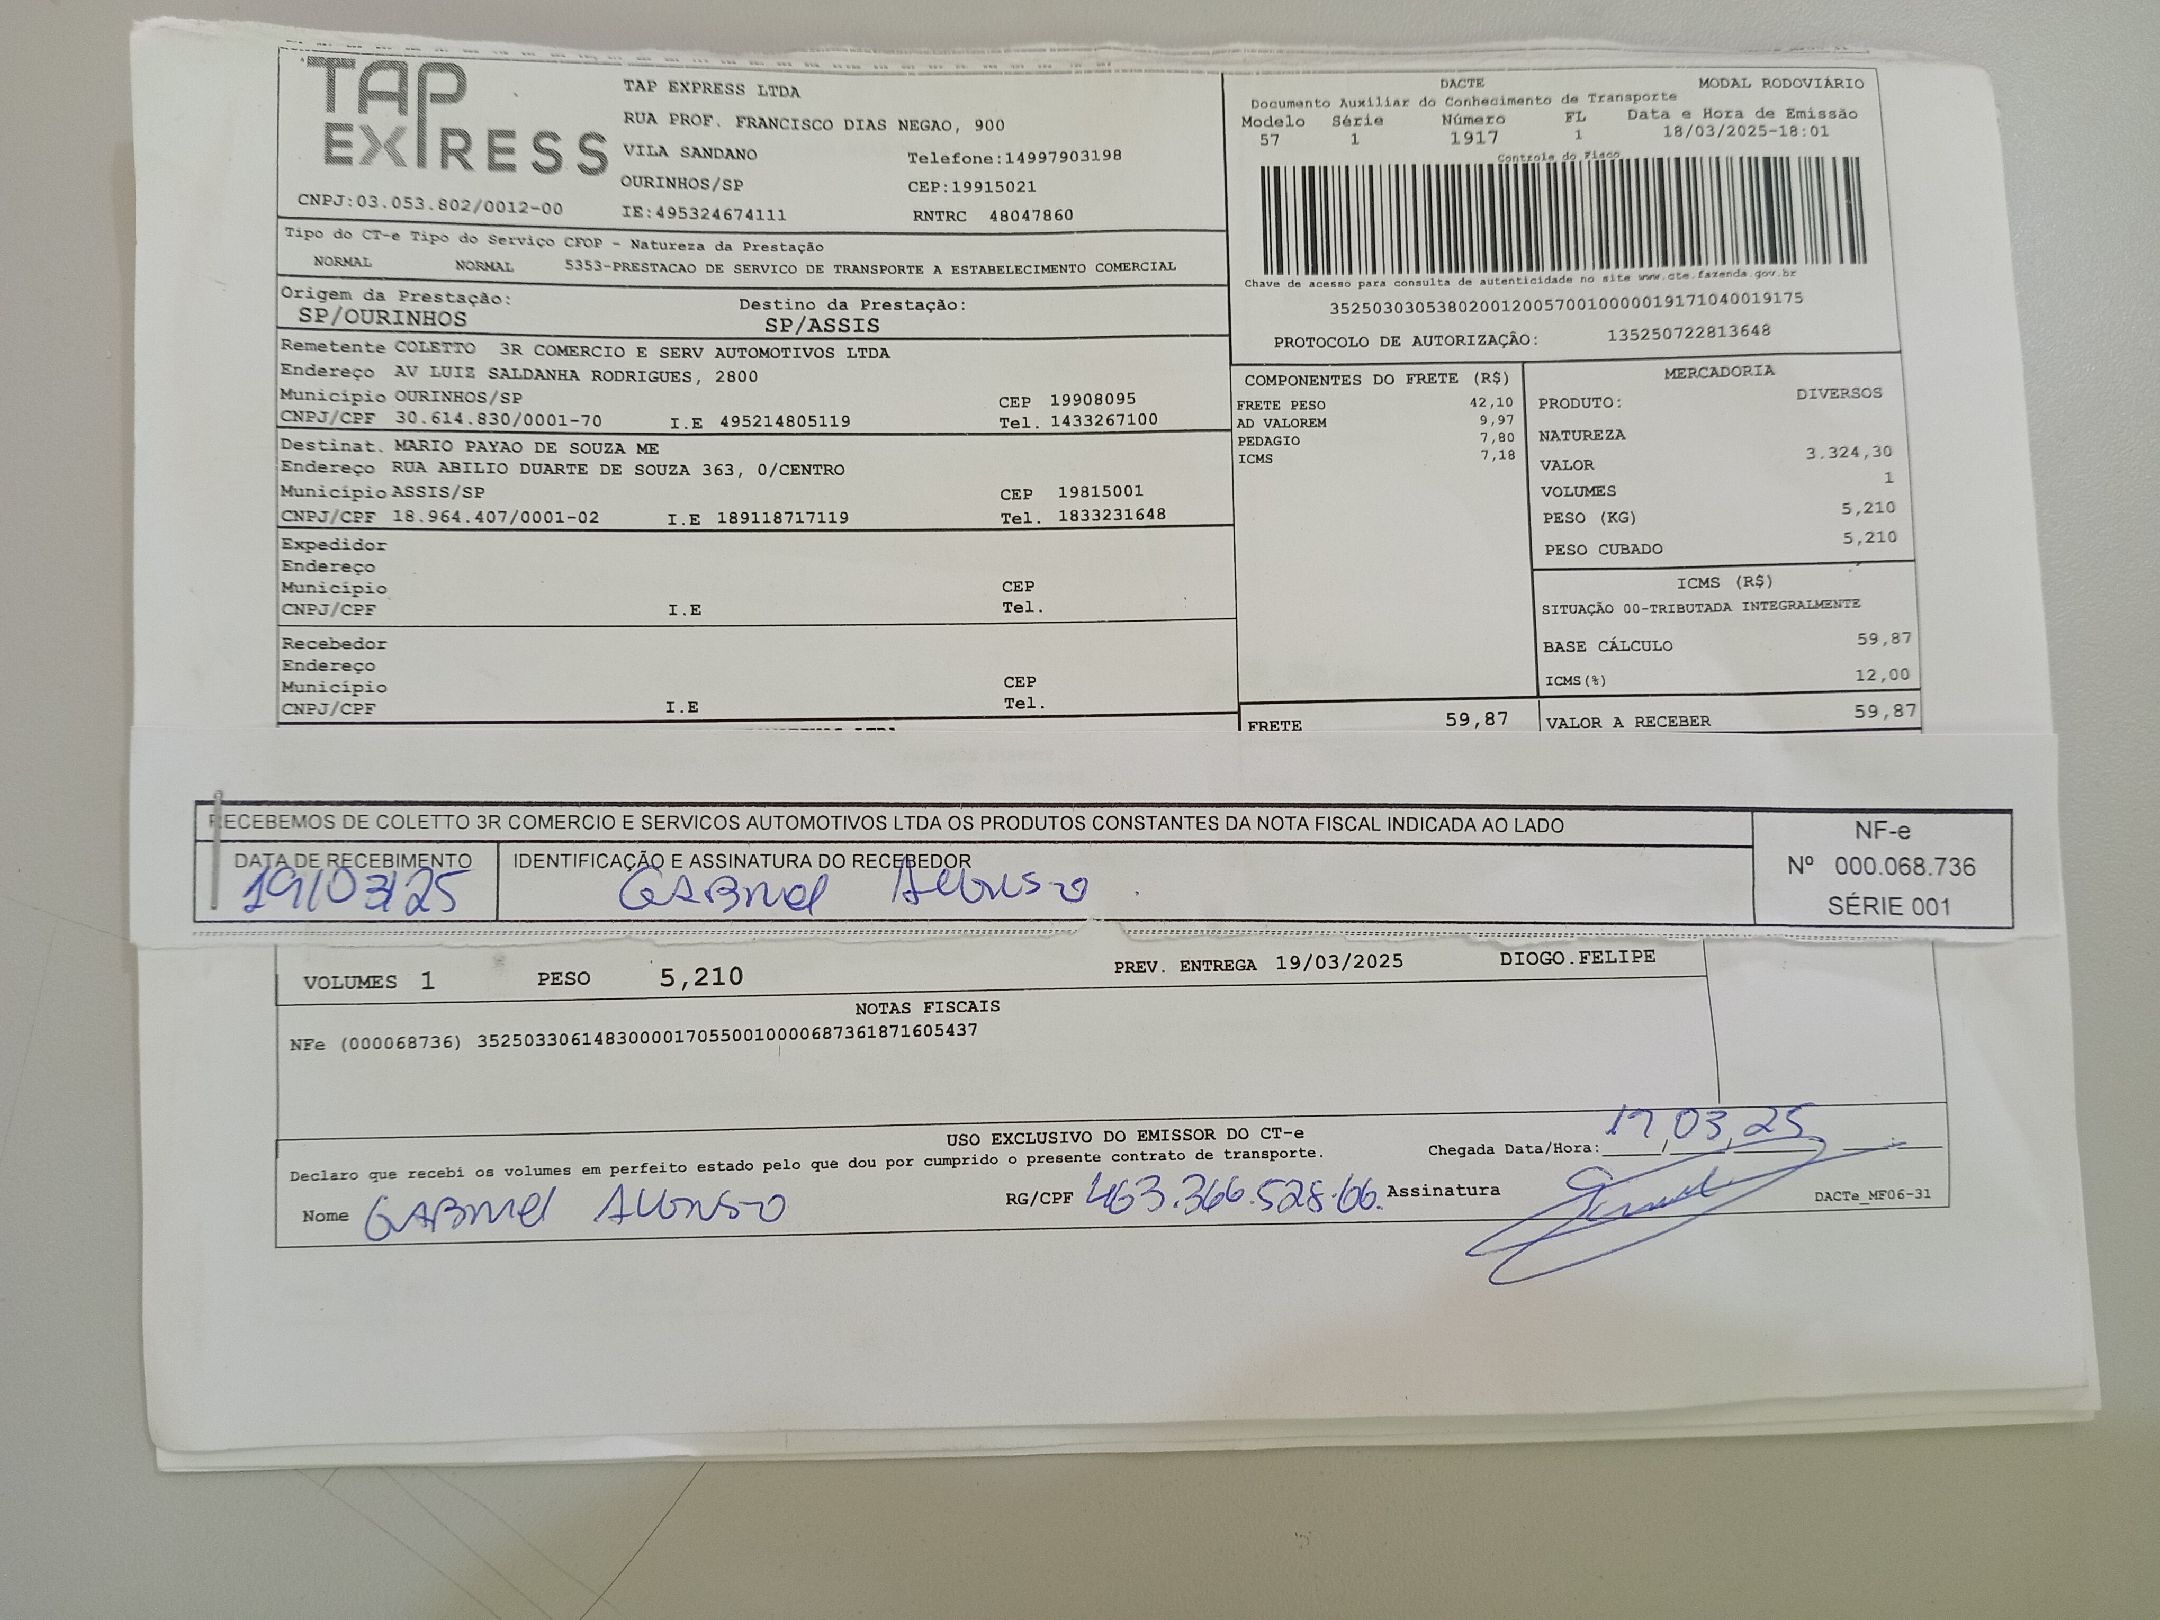 TAP
EXPRESS
CNPJ:03.053.802/0012-00
TAP EXPRESS LTDA
RUA PROF. FRANCISCO DIAS NEGAO, 900
VILA SANDANO Telefone:14997903198
OURINHOS/SP CEP:19915021
IE:495324674111 RNTRC 48047860
DACTE MODAL RODOVIÁRIO
Documento Auxiliar do Conhecimento de Transporte
Modelo Série Número FL Data e Hora de Emissão
57 1 1917 1 18/03/2025-18:01
Controle do Fisco
Chave de acesso para consulta de autenticidade no site www.cte.fazenda.gov.br
35250303053802001200570010000019171040019175
PROTOCOLO DE AUTORIZAÇÃO: 135250722813648
Tipo do CT-e Tipo do Serviço CFOP - Natureza da Prestação
NORMAL NORMAL 5353-PRESTACAO DE SERVICO DE TRANSPORTE A ESTABELECIMENTO COMERCIAL
Origem da Prestação: Destino da Prestação:
SP/OURINHOS SP/ASSIS
Remetente COLETTO 3R COMERCIO E SERV AUTOMOTIVOS LTDA
Endereço AV LUIZ SALDANHA RODRIGUES, 2800
Município OURINHOS/SP CEP 19908095
CNPJ/CPF 30.614.830/0001-70 I.E 495214805119 Tel. 1433267100
Destinat. MARIO PAYAO DE SOUZA ME
Endereço RUA ABILIO DUARTE DE SOUZA 363, 0/CENTRO
Município ASSIS/SP CEP 19815001
CNPJ/CPF 18.964.407/0001-02 I.E 189118717119 Tel. 1833231648
Expedidor
Endereço
Município CEP
CNPJ/CPF I.E Tel.
Recebedor
Endereço
Município CEP
CNPJ/CPF I.E Tel.
COMPONENTES DO FRETE (R$)
FRETE PESO 42,10
AD VALOREM 9,97
PEDAGIO 7,80
ICMS 7,18
FRETE 59,87
MERCADORIA
PRODUTO: DIVERSOS
NATUREZA
VALOR 3.324,30
VOLUMES 1
PESO (KG) 5,210
PESO CUBADO 5,210
ICMS (R$)
SITUAÇÃO 00-TRIBUTADA INTEGRALMENTE
BASE CÁLCULO 59,87
ICMS(%) 12,00
VALOR A RECEBER 59,87
RECEBEMOS DE COLETTO 3R COMERCIO E SERVICOS AUTOMOTIVOS LTDA OS PRODUTOS CONSTANTES DA NOTA FISCAL INDICADA AO LADO
DATA DE RECEBIMENTO IDENTIFICAÇÃO E ASSINATURA DO RECEBEDOR
19/03/25 GABRIEL AFONSO
NF-e
Nº 000.068.736
SÉRIE 001
VOLUMES 1 PESO 5,210 PREV. ENTREGA 19/03/2025 DIOGO.FELIPE
NOTAS FISCAIS
NFe (000068736) 35250330614830000170550010000687361871605437
USO EXCLUSIVO DO EMISSOR DO CT-e
Declaro que recebi os volumes em perfeito estado pelo que dou por cumprido o presente contrato de transporte.
Chegada Data/Hora: 19/03/25
Nome GABRIEL AFONSO RG/CPF 463.366.528.06. Assinatura
DACTe_MF06-31